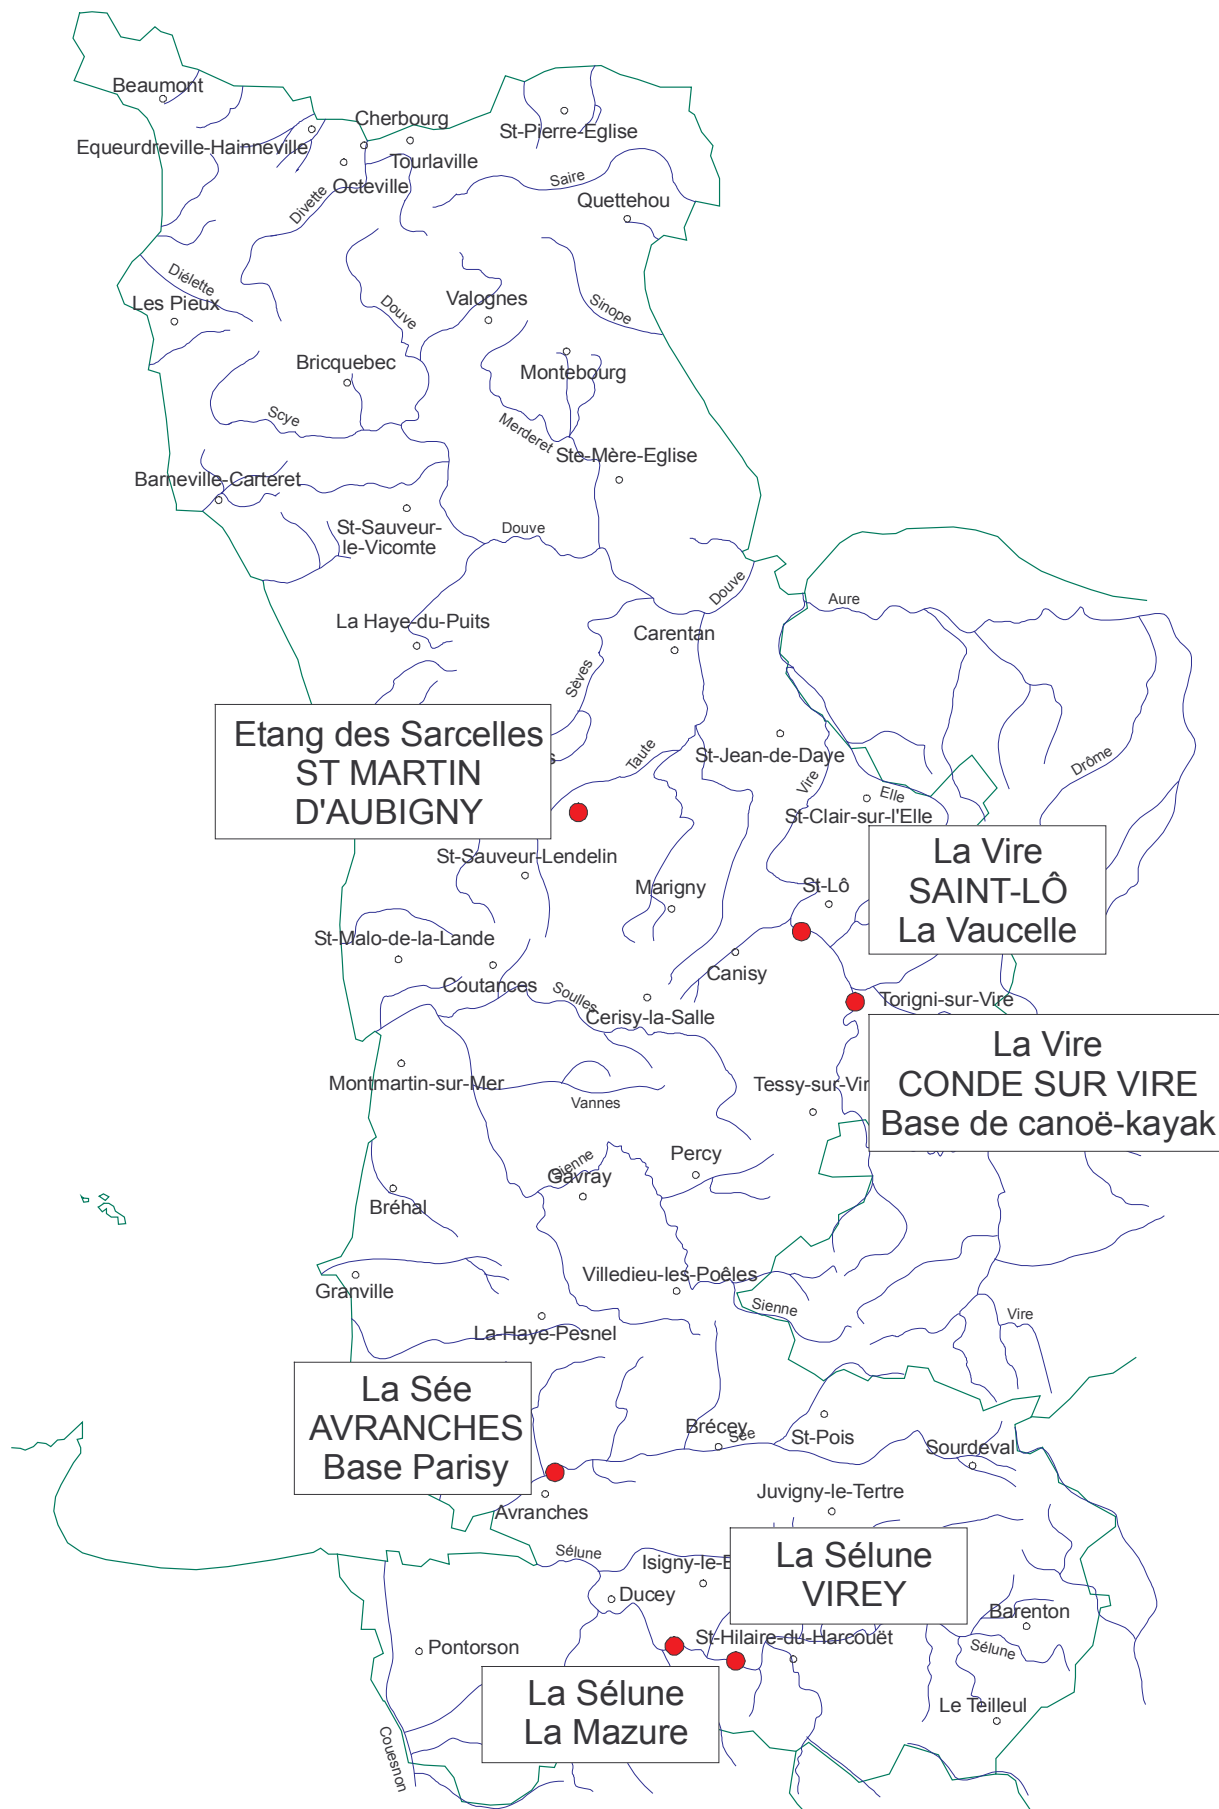 Beaumont
Cherbourg
St-Pierre-Eglise
Equeurdreville-Hainneville
Tourlaville
Octeville
Saire
Divette
Quettehou
Diélette
Les Pieux
Douve
Valognes
Sinope
Bricquebec
Montebourg
Scye
Merderet
Ste-Mère-Eglise
Barneville-Carteret
St-Sauveur-
le-Vicomte
Douve
Douve
Aure
La Haye-du-Puits
Carentan
Sèves
Etang des Sarcelles
ST MARTIN
D'AUBIGNY
s
Taute
St-Jean-de-Daye
Vire
Drôme
Elle
St-Clair-sur-l'Elle
La Vire
SAINT-LÔ
La Vaucelle
St-Sauveur-Lendelin
Marigny
St-Lô
St-Malo-de-la-Lande
Coutances
Canisy
Soulles
Cerisy-la-Salle
Torigni-sur-Vire
La Vire
CONDE SUR VIRE
Base de canoë-kayak
Montmartin-sur-Mer
Tessy-sur-Vir
Vannes
Sienne
Gavray
Percy
Bréhal
Villedieu-les-Poêles
Granville
Sienne
Vire
La-Haye-Pesnel
La Sée
AVRANCHES
Base Parisy
Brécey
Sée
St-Pois
Sourdeval
Avranches
Juvigny-le-Tertre
Sélune
Isigny-le-B
La Sélune
VIREY
Ducey
Barenton
Pontorson
St-Hilaire-du-Harcouët
Sélune
La Sélune
La Mazure
Le Teilleul
Couesnon